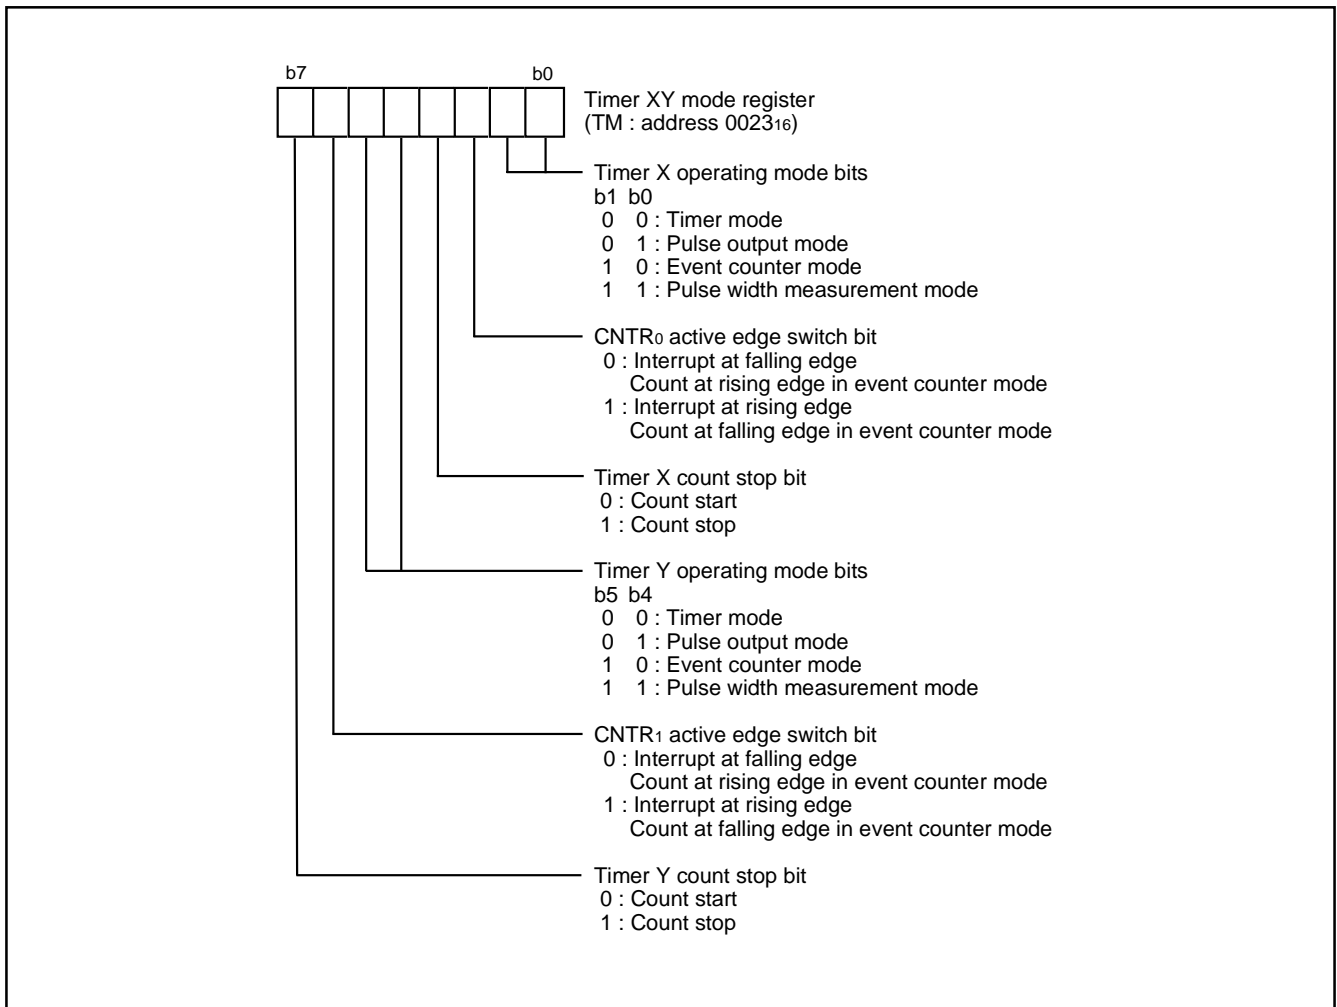 b7 b0
Timer XY mode register
(TM : address 002316)
Timer X operating mode bits
b1 b0
0 0 : Timer mode
0 1 : Pulse output mode
1 0 : Event counter mode
1 1 : Pulse width measurement mode
CNTR0 active edge switch bit
0 : Interrupt at falling edge
Count at rising edge in event counter mode
1 : Interrupt at rising edge
Count at falling edge in event counter mode
Timer X count stop bit
0 : Count start
1 : Count stop
Timer Y operating mode bits
b5 b4
0 0 : Timer mode
0 1 : Pulse output mode
1 0 : Event counter mode
1 1 : Pulse width measurement mode
CNTR1 active edge switch bit
0 : Interrupt at falling edge
Count at rising edge in event counter mode
1 : Interrupt at rising edge
Count at falling edge in event counter mode
Timer Y count stop bit
0 : Count start
1 : Count stop